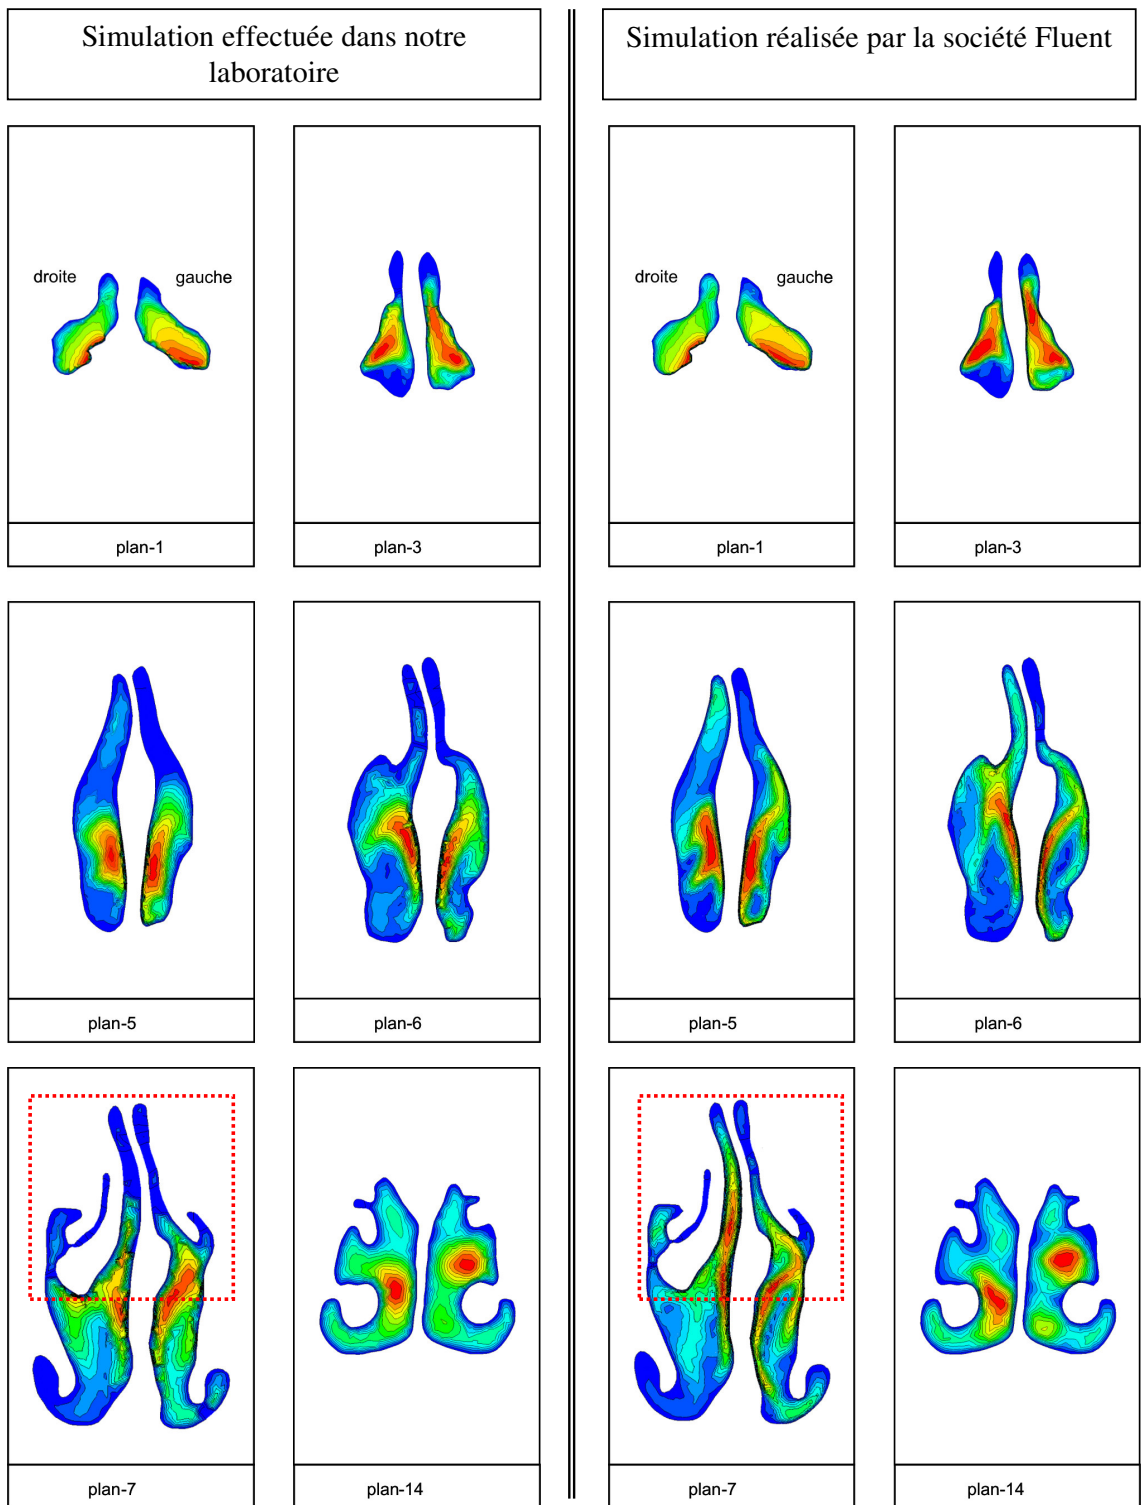 Simulation effectuée dans notre
laboratoire
Simulation réalisée par la société Fluent
droite
gauche
droite
gauche
plan-1
plan-3
plan-1
plan-3
plan-5
plan-6
plan-5
plan-6
plan-7
plan-14
plan-7
plan-14